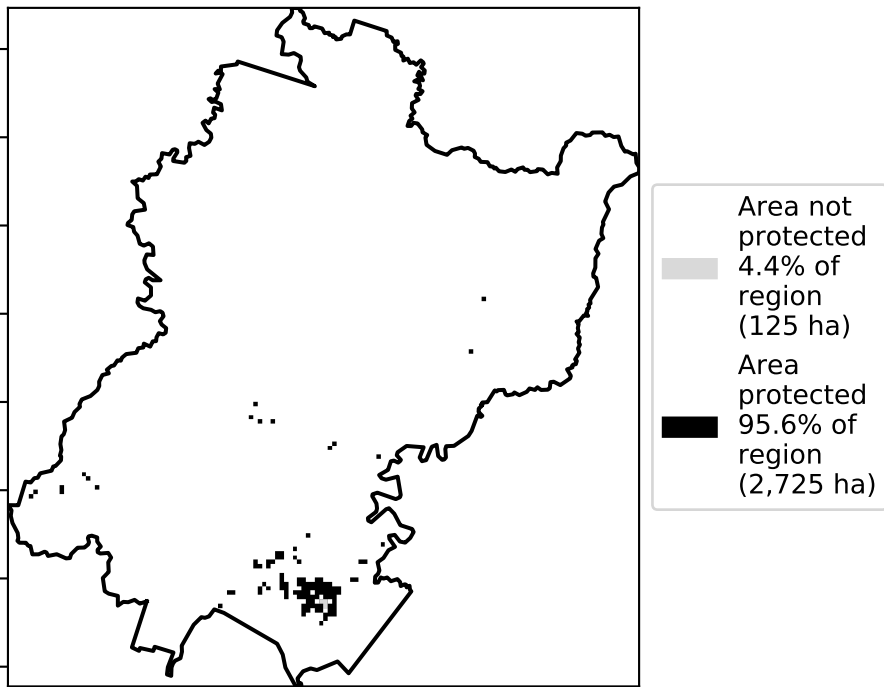 Area not
protected
4.4% of
region
(125 ha)
Area
protected
95.6% of
region
(2,725 ha)